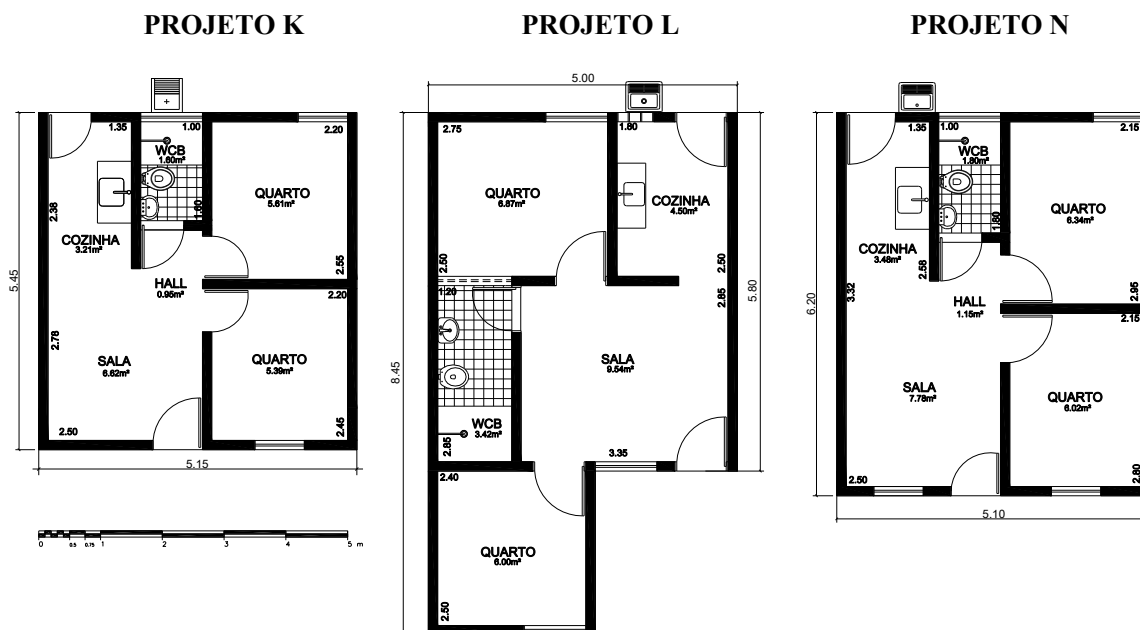 PROJETO K
PROJETO L
PROJETO N
1.35
1.00
2.20
WCB
1.60m²
1.60
QUARTO
5.61m²
2.38
COZINHA
3.21m²
HALL
0.95m²
2.55
2.20
5.45
2.78
SALA
6.62m²
QUARTO
5.39m²
2.50
2.45
5.15
0
0.5
0.75
1
2
3
4
5 m
5.00
2.75
1.80
QUARTO
6.87m²
COZINHA
4.50m²
2.50
2.50
1.20
2.85
5.80
8.45
SALA
9.54m²
WCB
3.42m²
2.85
3.35
2.40
QUARTO
6.00m²
2.50
1.35
1.00
2.15
WCB
1.80m²
1.80
QUARTO
6.34m²
COZINHA
3.48m²
2.58
HALL
1.15m²
3.32
2.95
2.15
6.20
SALA
7.78m²
QUARTO
6.02m²
2.50
2.80
5.10